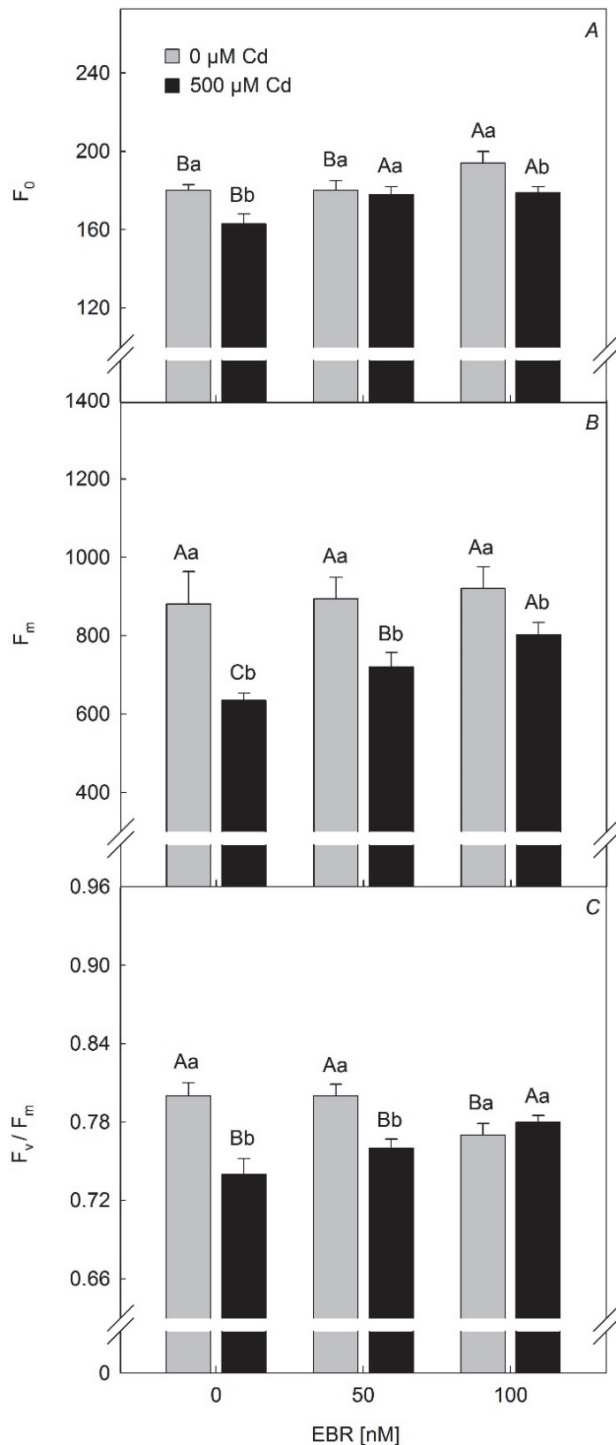 A
0 μM Cd
500 μM Cd
240
200
160
120
F0
Ba
Bb
Ba
Aa
Aa
Ab
B
1400
1200
1000
800
600
400
Fm
Aa
Cb
Aa
Bb
Aa
Ab
C
0.96
0.90
0.84
0.78
0.72
0.66
0
Fv / Fm
Aa
Bb
Aa
Bb
Ba
Aa
0 50 100
EBR [nM]